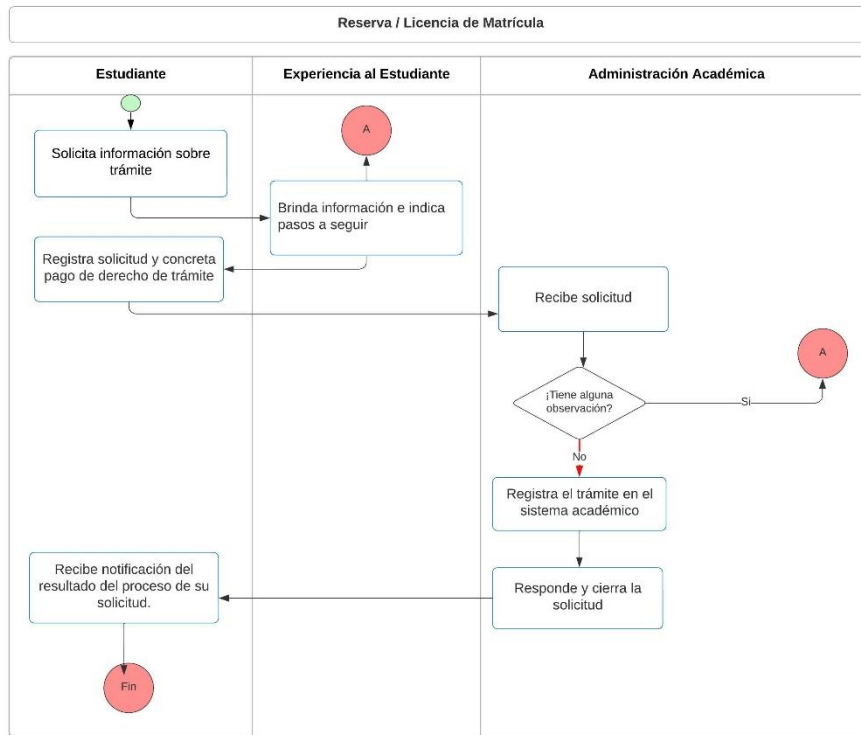 Reserva / Licencia de Matrícula
Estudiante
Experiencia al Estudiante
Administración Académica
Solicita información sobre
trámite
A
Brinda información e indica
pasos a seguir
Registra solicitud y concreta
pago de derecho de trámite
Recibe solicitud
A
¡Tiene alguna
observación?
Si
No
Registra el trámite en el
sistema académico
Responde y cierra la
solicitud
Recibe notificación del
resultado del proceso de su
solicitud.
Fin